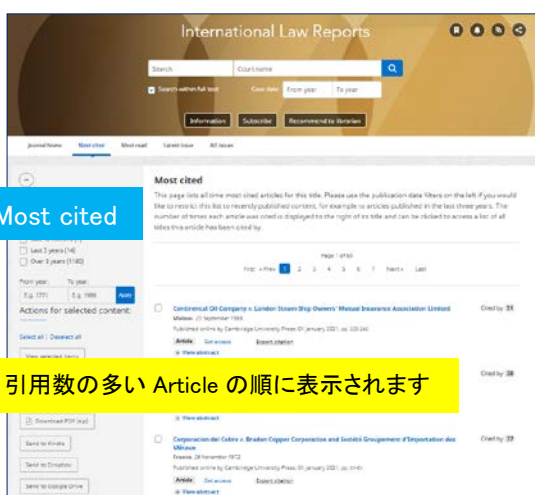 International Law Reports
Search
Court name
Search within full text
Case date
From year
To year
Information
Subscribe
Recommend to librarian
Journal home
Most cited
Most read
Latest issue
All issues
Most cited
This page lists all time most cited articles for this title. Please use the publication date filters on the left if you would
like to restrict this list to recently published content, for example to articles published in the last three years. The
number of times each article was cited is displayed to the right of its title and can be clicked to access a list of all
titles this article has been cited by.
Most cited
Last 3 years (14)
Over 3 years (1180)
From year:
To year:
E.g. 1771
E.g. 1986
Apply
Actions for selected content:
Select all | Deselect all
View selected items
Page 1 of 60
First
« Prev
1
2
3
4
5
6
7
Next »
Last
Continental Oil Company v. London Steam Ship Owners' Mutual Insurance Association Limited
Cited by 31
Published online by Cambridge University Press: 01 January 2021,
Article
Get access
Export citation
View abstract
Cited by
引用数の多い Article の順に表示されます
View abstract
Download PDF (zip)
Send to Kindle
Send to Dropbox
Send to Google Drive
Corporación del Cobre v. Braden Copper Corporation and Société Groupement d'Importation des
Métaux
Cited by
France. 29 November 1972
Published online by Cambridge University Press: 01 January 2021,
Article
Get access
Export citation
View abstract